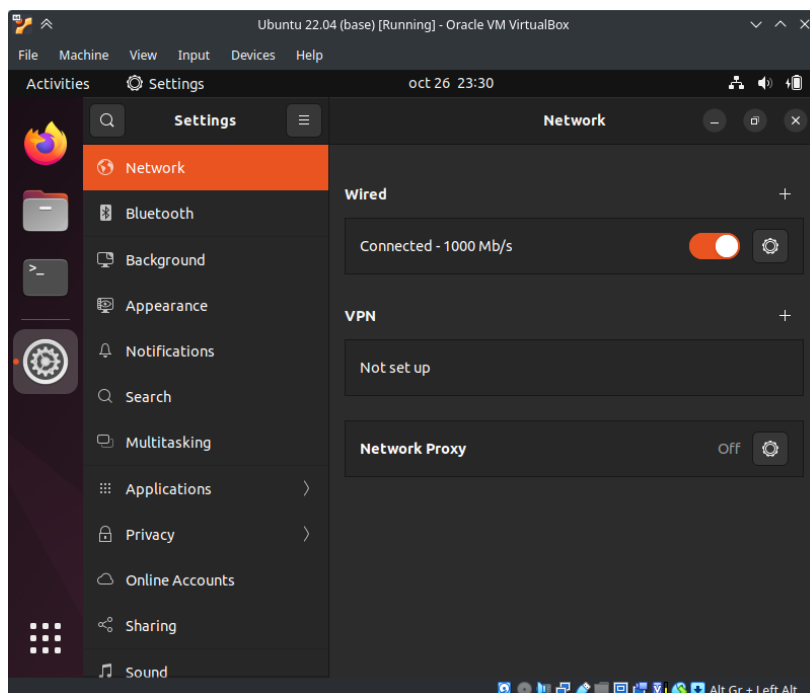 Ubuntu 22.04 (base) [Running] - Oracle VM VirtualBox
File Machine View Input Devices Help
Activities Settings oct 26 23:30
Settings
Network
Network
Bluetooth
Background
Appearance
Notifications
Search
Multitasking
Applications
Privacy
Online Accounts
Sharing
Sound
Wired
Connected - 1000 Mb/s
VPN
Not set up
Network Proxy Off
Alt Gr + Left Alt